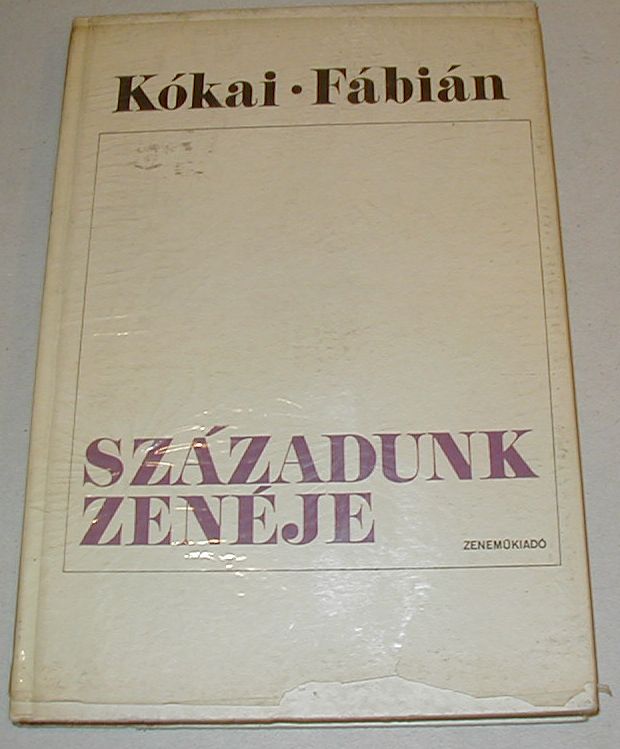 Kókai • Fábián
SZÁZADUNK
ZENÉJE
ZENEMŰKIADÓ